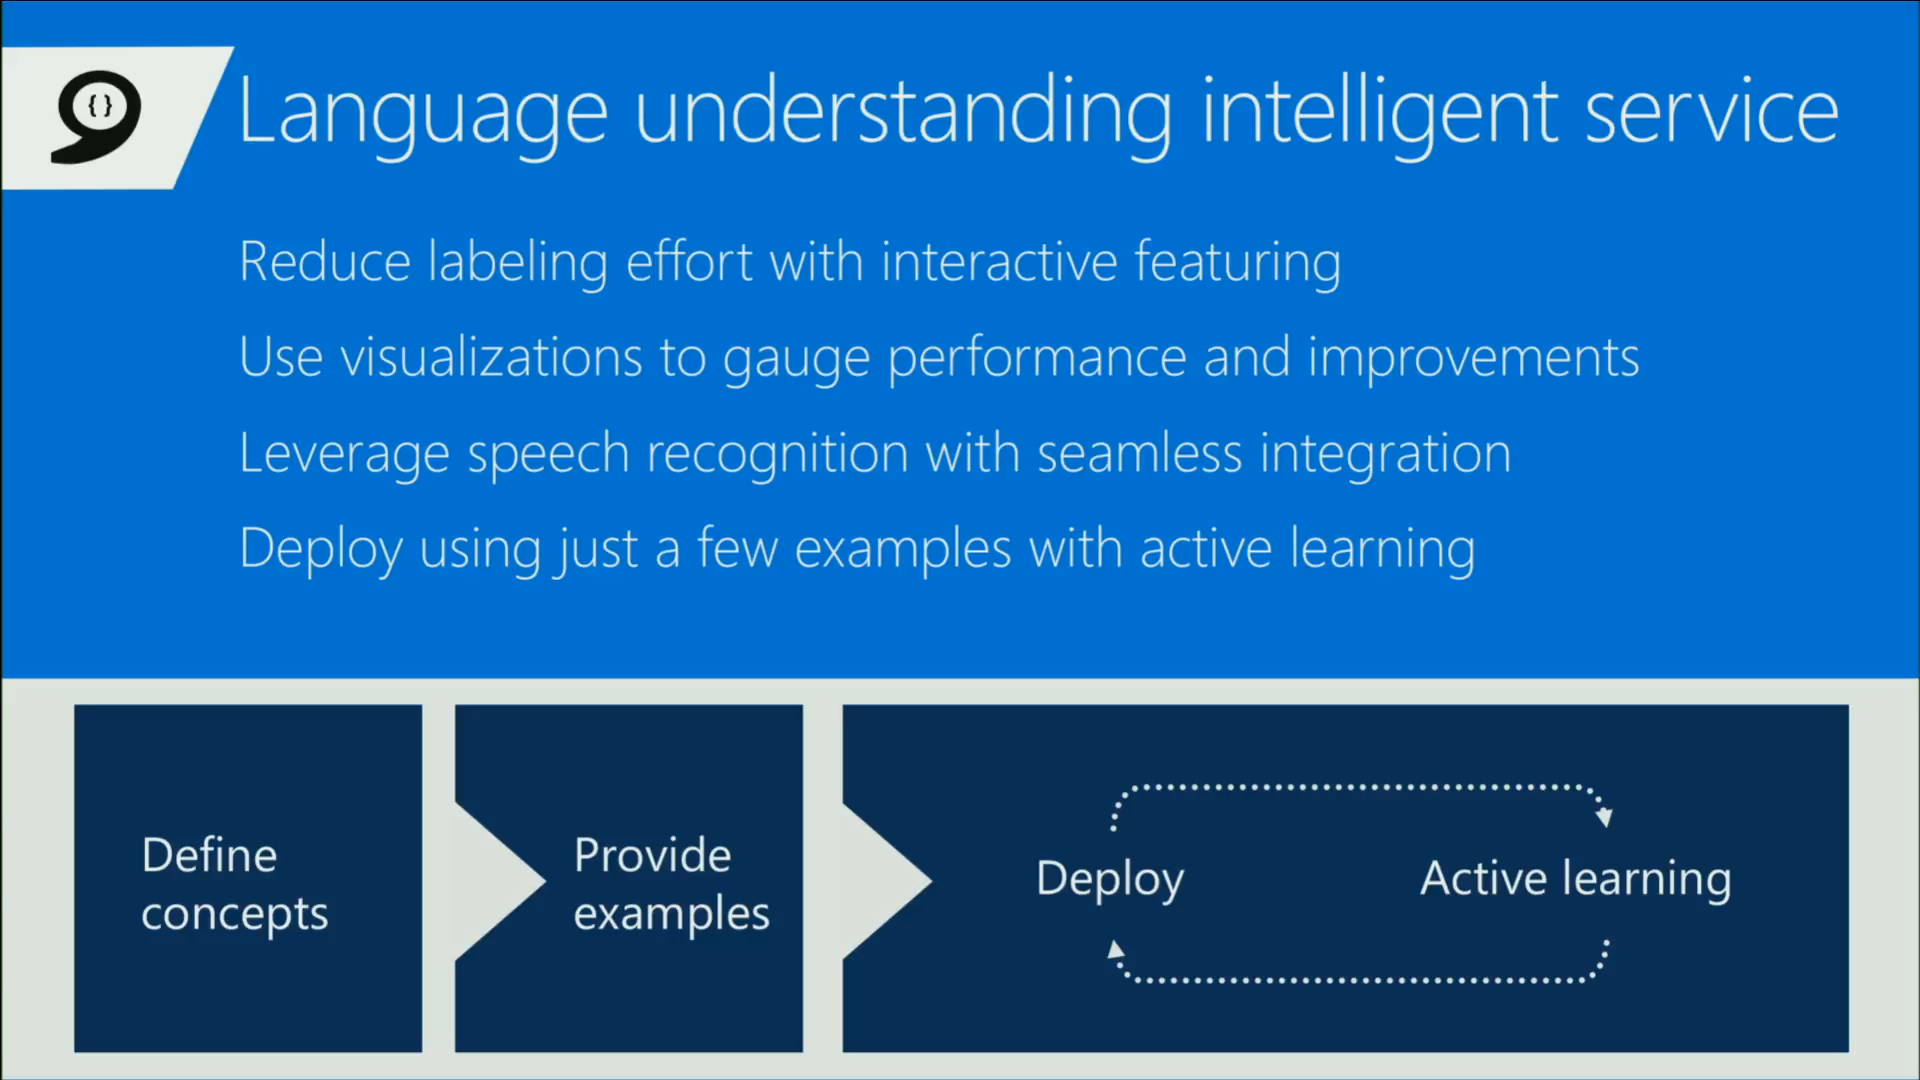 { }
Language understanding intelligent service
Reduce labeling effort with interactive featuring
Use visualizations to gauge performance and improvements
Leverage speech recognition with seamless integration
Deploy using just a few examples with active learning
Define
concepts
Provide
examples
Deploy
Active learning